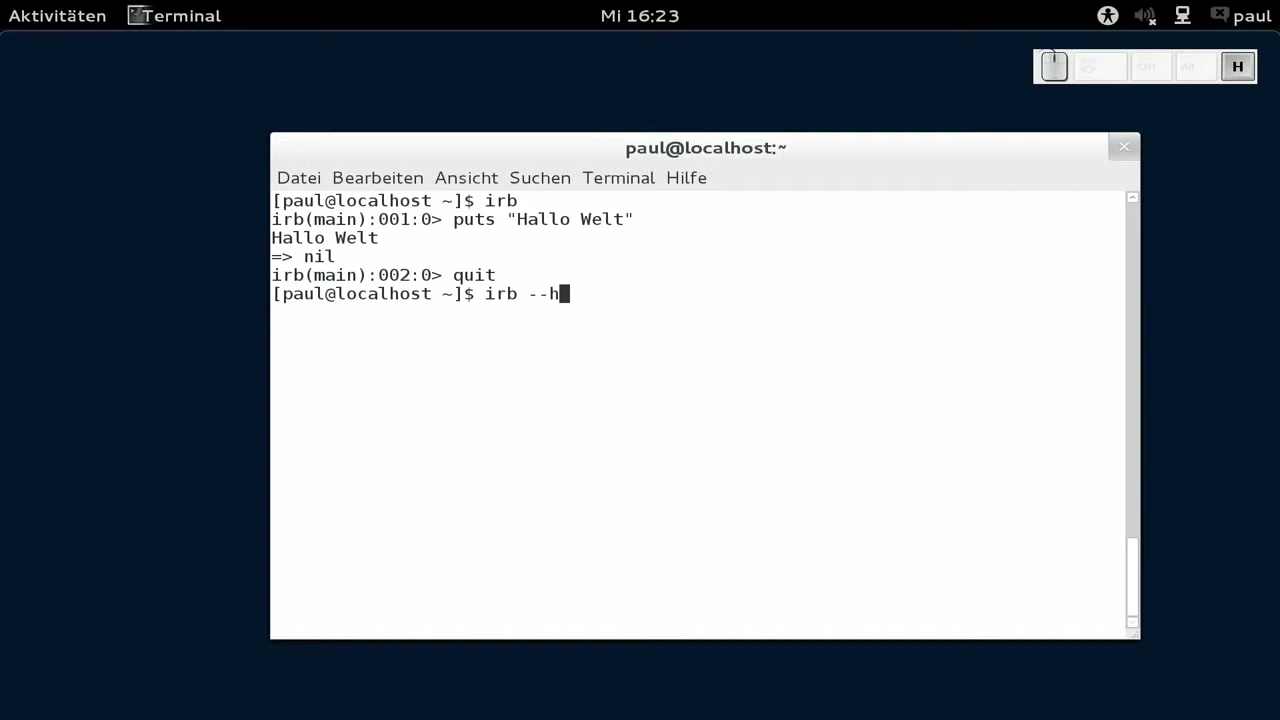 Aktivitäten Terminal Mi 16:23 paul
H
paul@localhost:~
Datei Bearbeiten Ansicht Suchen Terminal Hilfe
[paul@localhost ~]$ irb
irb(main):001:0> puts "Hallo Welt"
Hallo Welt
=> nil
irb(main):002:0> quit
[paul@localhost ~]$ irb --h